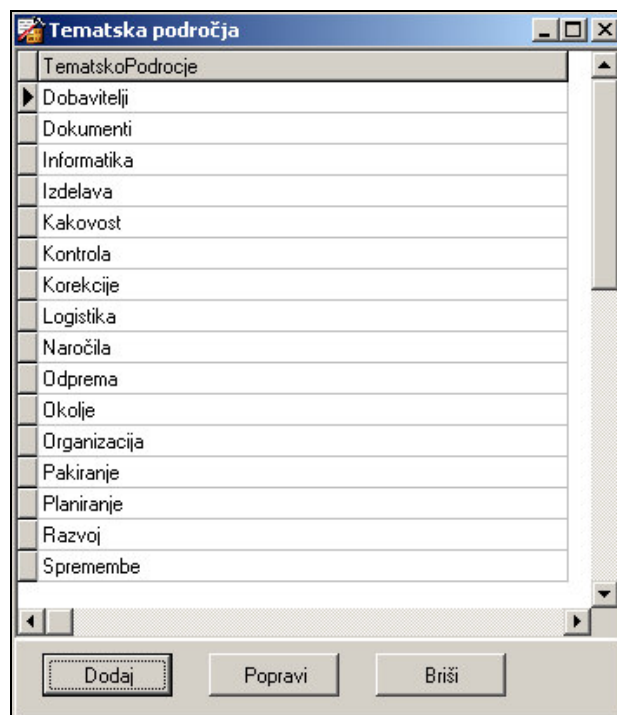 Tematska področja
TematskoPodrocje
Dobavitelji
Dokumenti
Informatika
Izdelava
Kakovost
Kontrola
Korekcije
Logistika
Naročila
Odprema
Okolje
Organizacija
Pakiranje
Planiranje
Razvoj
Spremembe
Dodaj Popravi Briši